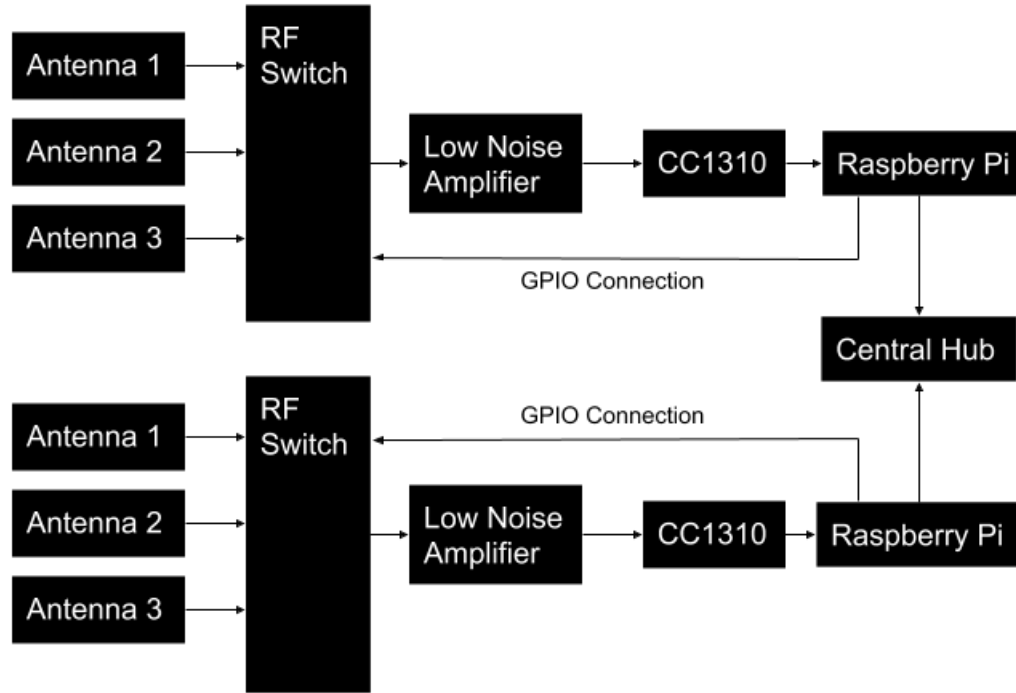 Antenna 1
Antenna 2
Antenna 3
RF
Switch
Low Noise
Amplifier
CC1310
Raspberry Pi
GPIO Connection
Central Hub
Antenna 1
Antenna 2
Antenna 3
RF
Switch
GPIO Connection
Low Noise
Amplifier
CC1310
Raspberry Pi